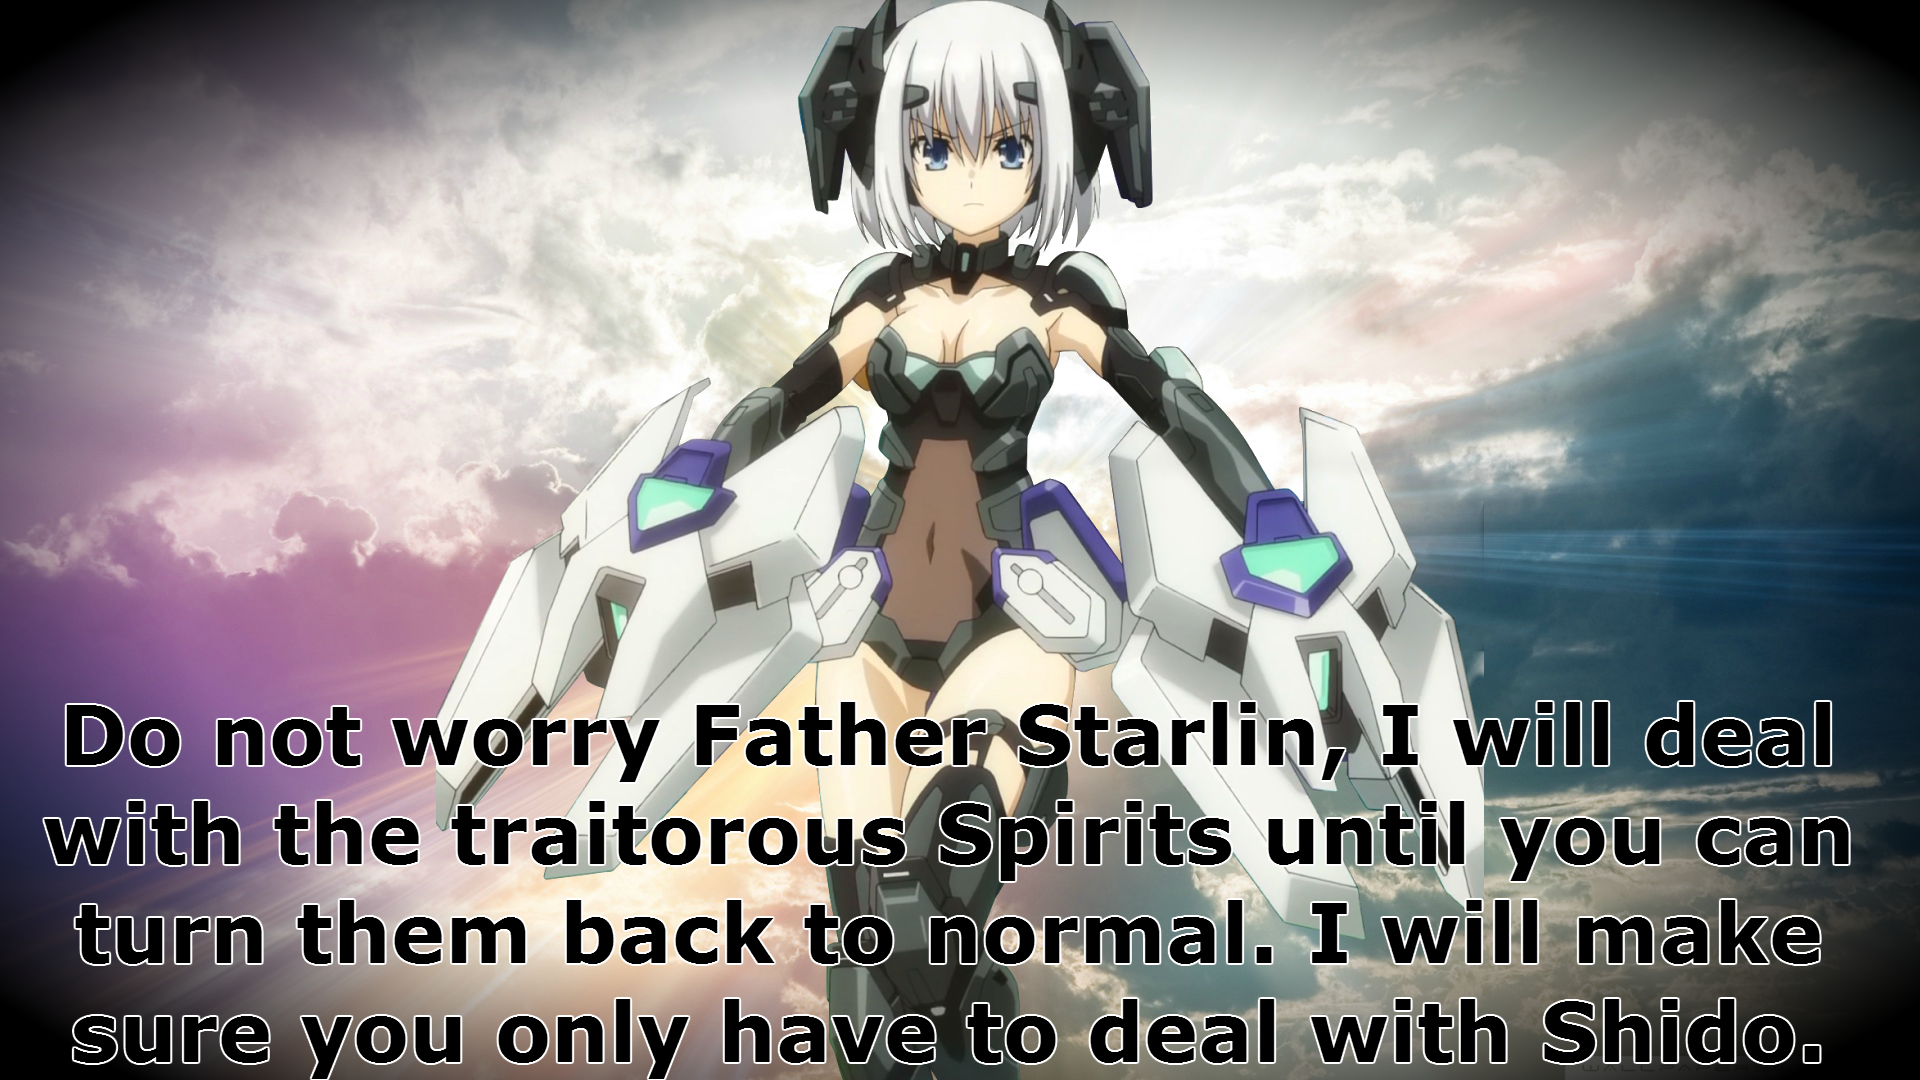 Do not worry Father Starlin, I will deal
with the traitorous Spirits until you can
turn them back to normal. I will make
sure you only have to deal with Shido.